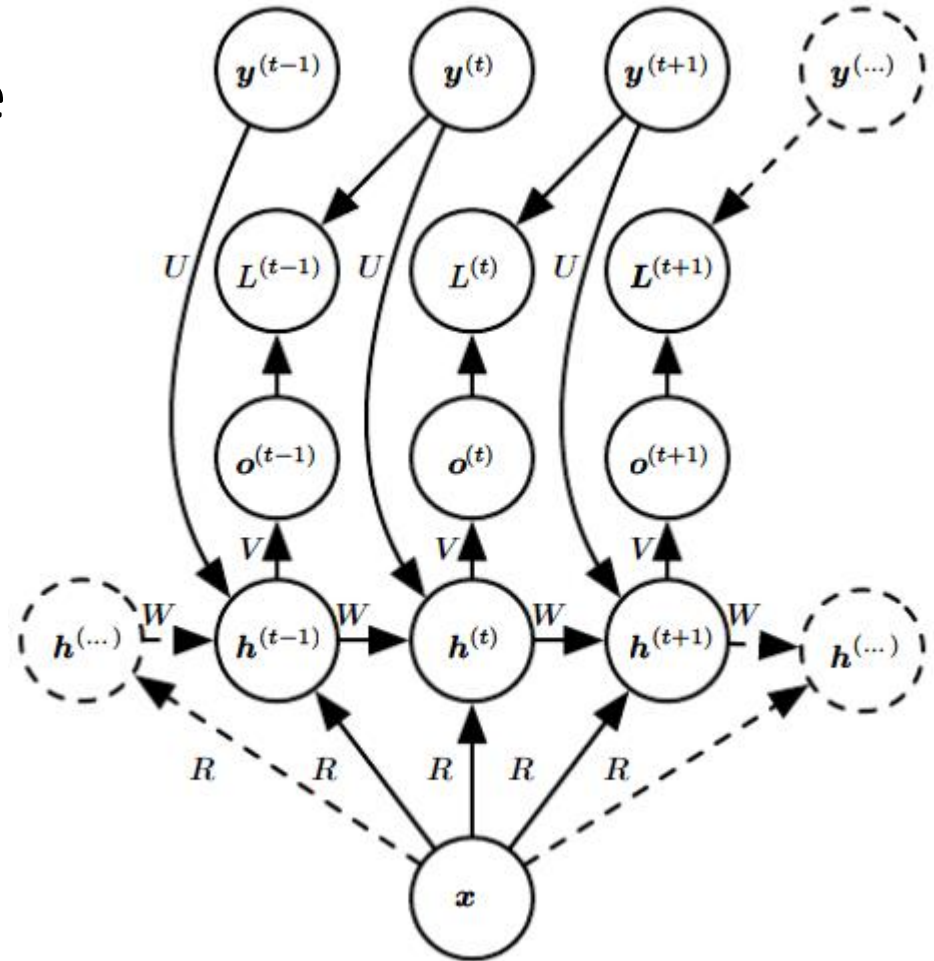 e
y^(t−1) y^(t) y^(t+1) y^(...)
U L^(t−1) U L^(t) U L^(t+1)
o^(t−1) o^(t) o^(t+1)
V V V
h^(...) W h^(t−1) W h^(t) W h^(t+1) W h^(...)
R R R R R
x